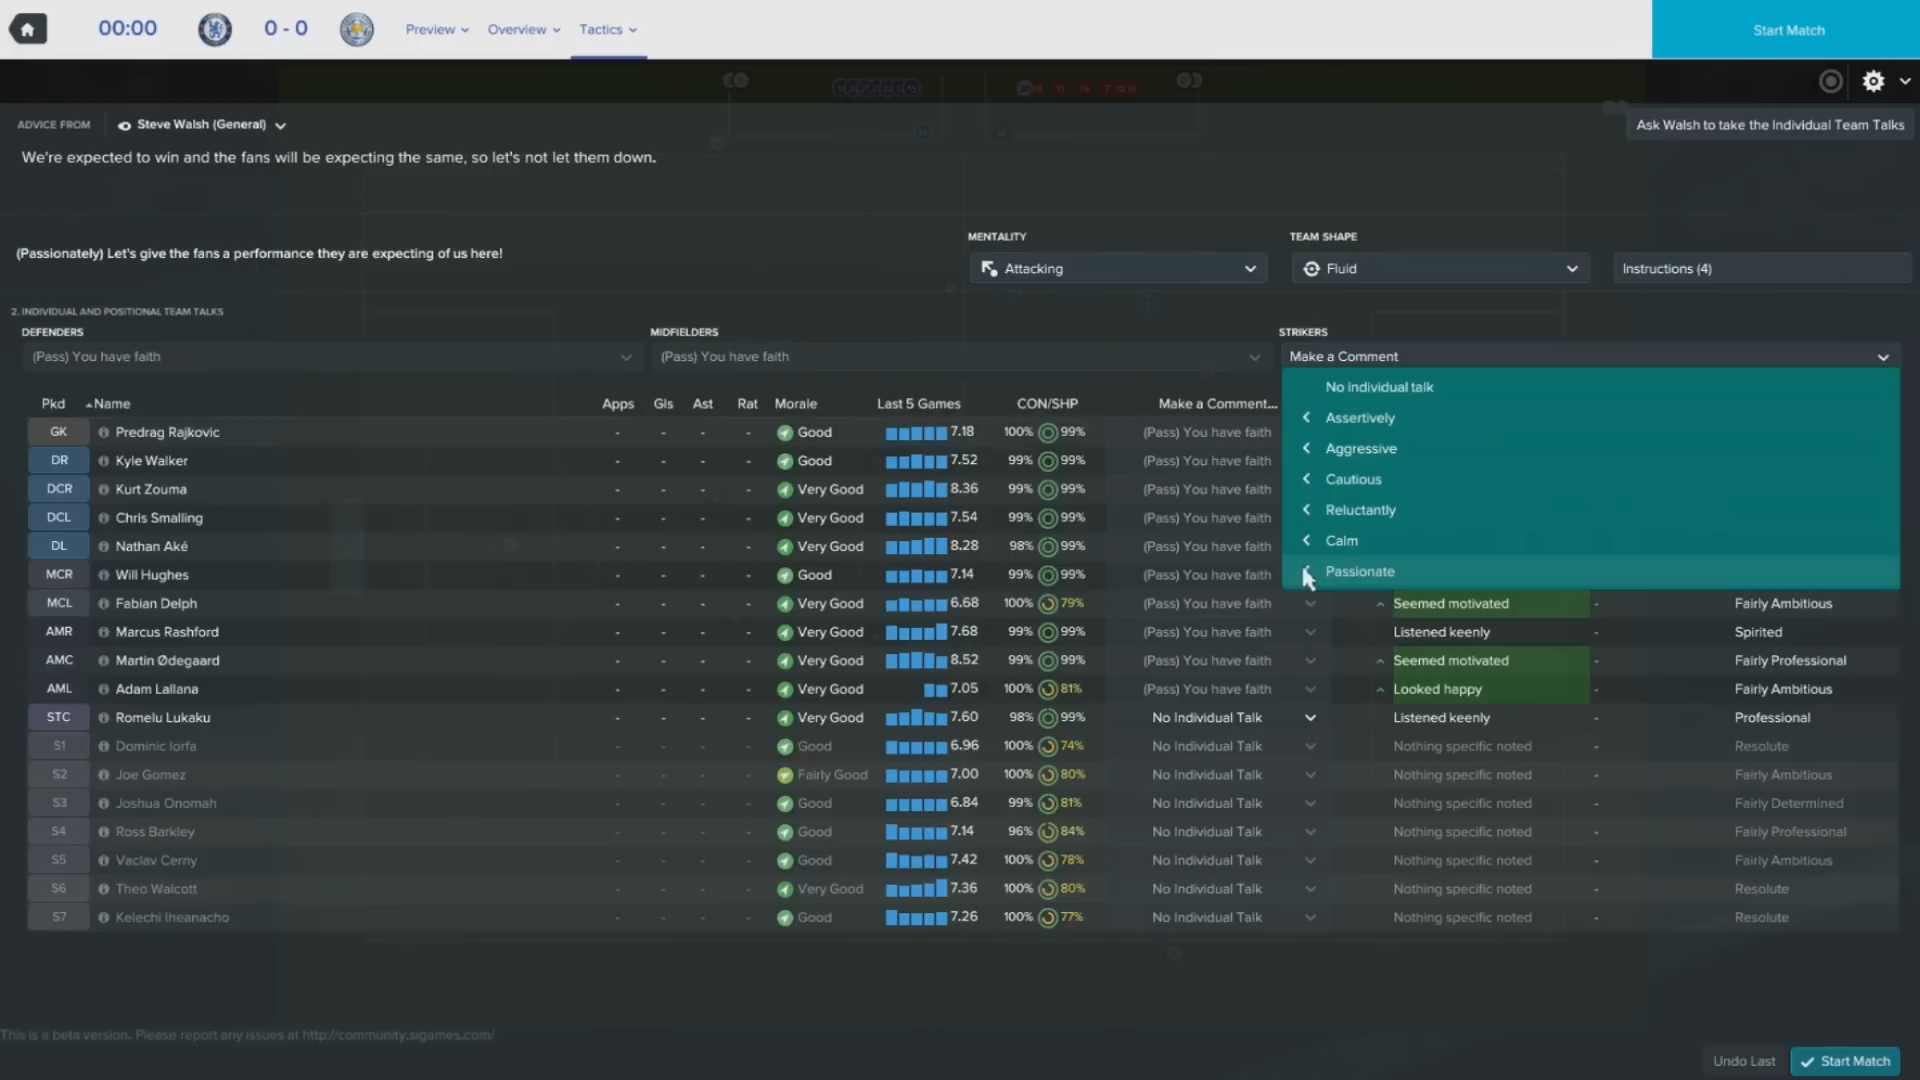 00:00 0 - 0 Preview Overview Tactics Start Match
ADVICE FROM Steve Walsh (General) Ask Walsh to take the Individual Team Talks
We're expected to win and the fans will be expecting the same, so let's not let them down.
MENTALITY TEAM SHAPE
(Passionately) Let's give the fans a performance they are expecting of us here! Attacking Fluid Instructions (4)
2. INDIVIDUAL AND POSITIONAL TEAM TALKS
DEFENDERS MIDFIELDERS STRIKERS
(Pass) You have faith (Pass) You have faith Make a Comment
No individual talk
Assertively
Aggressive
Cautious
Reluctantly
Calm
Passionate
Pkd Name Apps Gls Ast Rat Morale Last 5 Games CON/SHP Make a Comment...
GK Predrag Rajkovic - - - - Good 7.18 100% 99% (Pass) You have faith
DR Kyle Walker - - - - Good 7.52 99% 99% (Pass) You have faith
DCR Kurt Zouma - - - - Very Good 8.36 99% 99% (Pass) You have faith
DCL Chris Smalling - - - - Very Good 7.54 99% 99% (Pass) You have faith
DL Nathan Aké - - - - Very Good 8.28 98% 99% (Pass) You have faith
MCR Will Hughes - - - - Good 7.14 99% 99% (Pass) You have faith
MCL Fabian Delph - - - - Very Good 6.68 100% 79% (Pass) You have faith Seemed motivated - Fairly Ambitious
AMR Marcus Rashford - - - - Very Good 7.68 99% 99% (Pass) You have faith Listened keenly - Spirited
AMC Martin Ødegaard - - - - Very Good 8.52 99% 99% (Pass) You have faith Seemed motivated - Fairly Professional
AML Adam Lallana - - - - Very Good 7.05 100% 81% (Pass) You have faith Looked happy - Fairly Ambitious
STC Romelu Lukaku - - - - Very Good 7.60 98% 99% No Individual Talk Listened keenly - Professional
S1 Dominic Iorfa - - - - Good 6.96 100% 74% No Individual Talk Nothing specific noted - Resolute
S2 Joe Gomez - - - - Fairly Good 7.00 100% 80% No Individual Talk Nothing specific noted - Fairly Ambitious
S3 Joshua Onomah - - - - Good 6.84 99% 81% No Individual Talk Nothing specific noted - Fairly Determined
S4 Ross Barkley - - - - Good 7.14 96% 84% No Individual Talk Nothing specific noted - Fairly Professional
S5 Vaclav Cerny - - - - Good 7.42 100% 78% No Individual Talk Nothing specific noted - Fairly Ambitious
S6 Theo Walcott - - - - Very Good 7.36 100% 80% No Individual Talk Nothing specific noted - Resolute
S7 Kelechi Iheanacho - - - - Good 7.26 100% 77% No Individual Talk Nothing specific noted - Resolute
This is a beta version. Please report any issues at http://community.sigames.com/
Undo Last Start Match